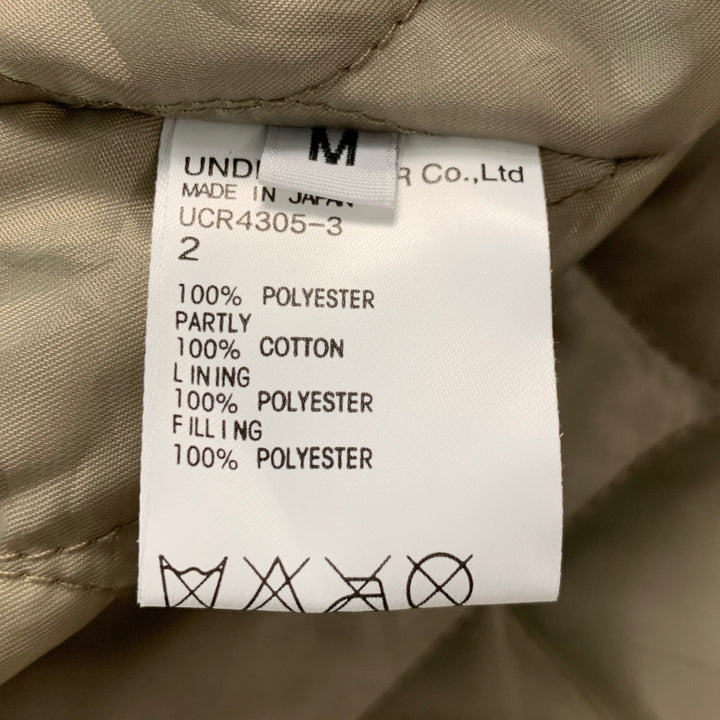 M
UND R Co.,Ltd
MADE IN JAPAN
UCR4305-3
2
100% POLYESTER
PARTLY
100% COTTON
LINING
100% POLYESTER
FILLING
100% POLYESTER